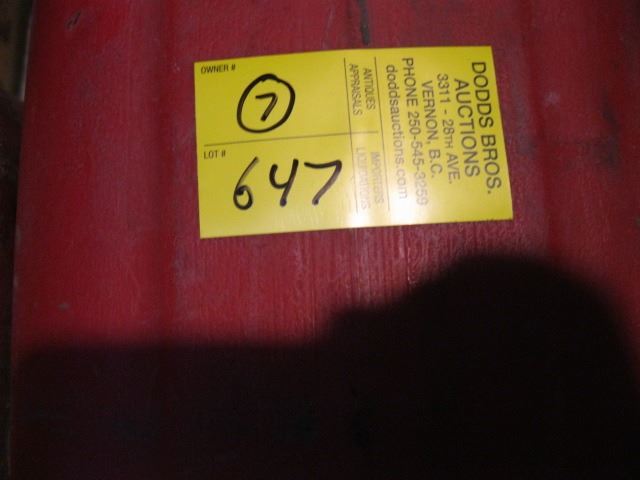 DODDS BROS.
AUCTIONS
3311 - 28TH AVE.
VERNON, B.C.
PHONE 250-545-3259
doddsauctions.com
ANTIQUES IMPORTERS
APPRAISALS LIQUIDATIONS
OWNER #
7
LOT #
647